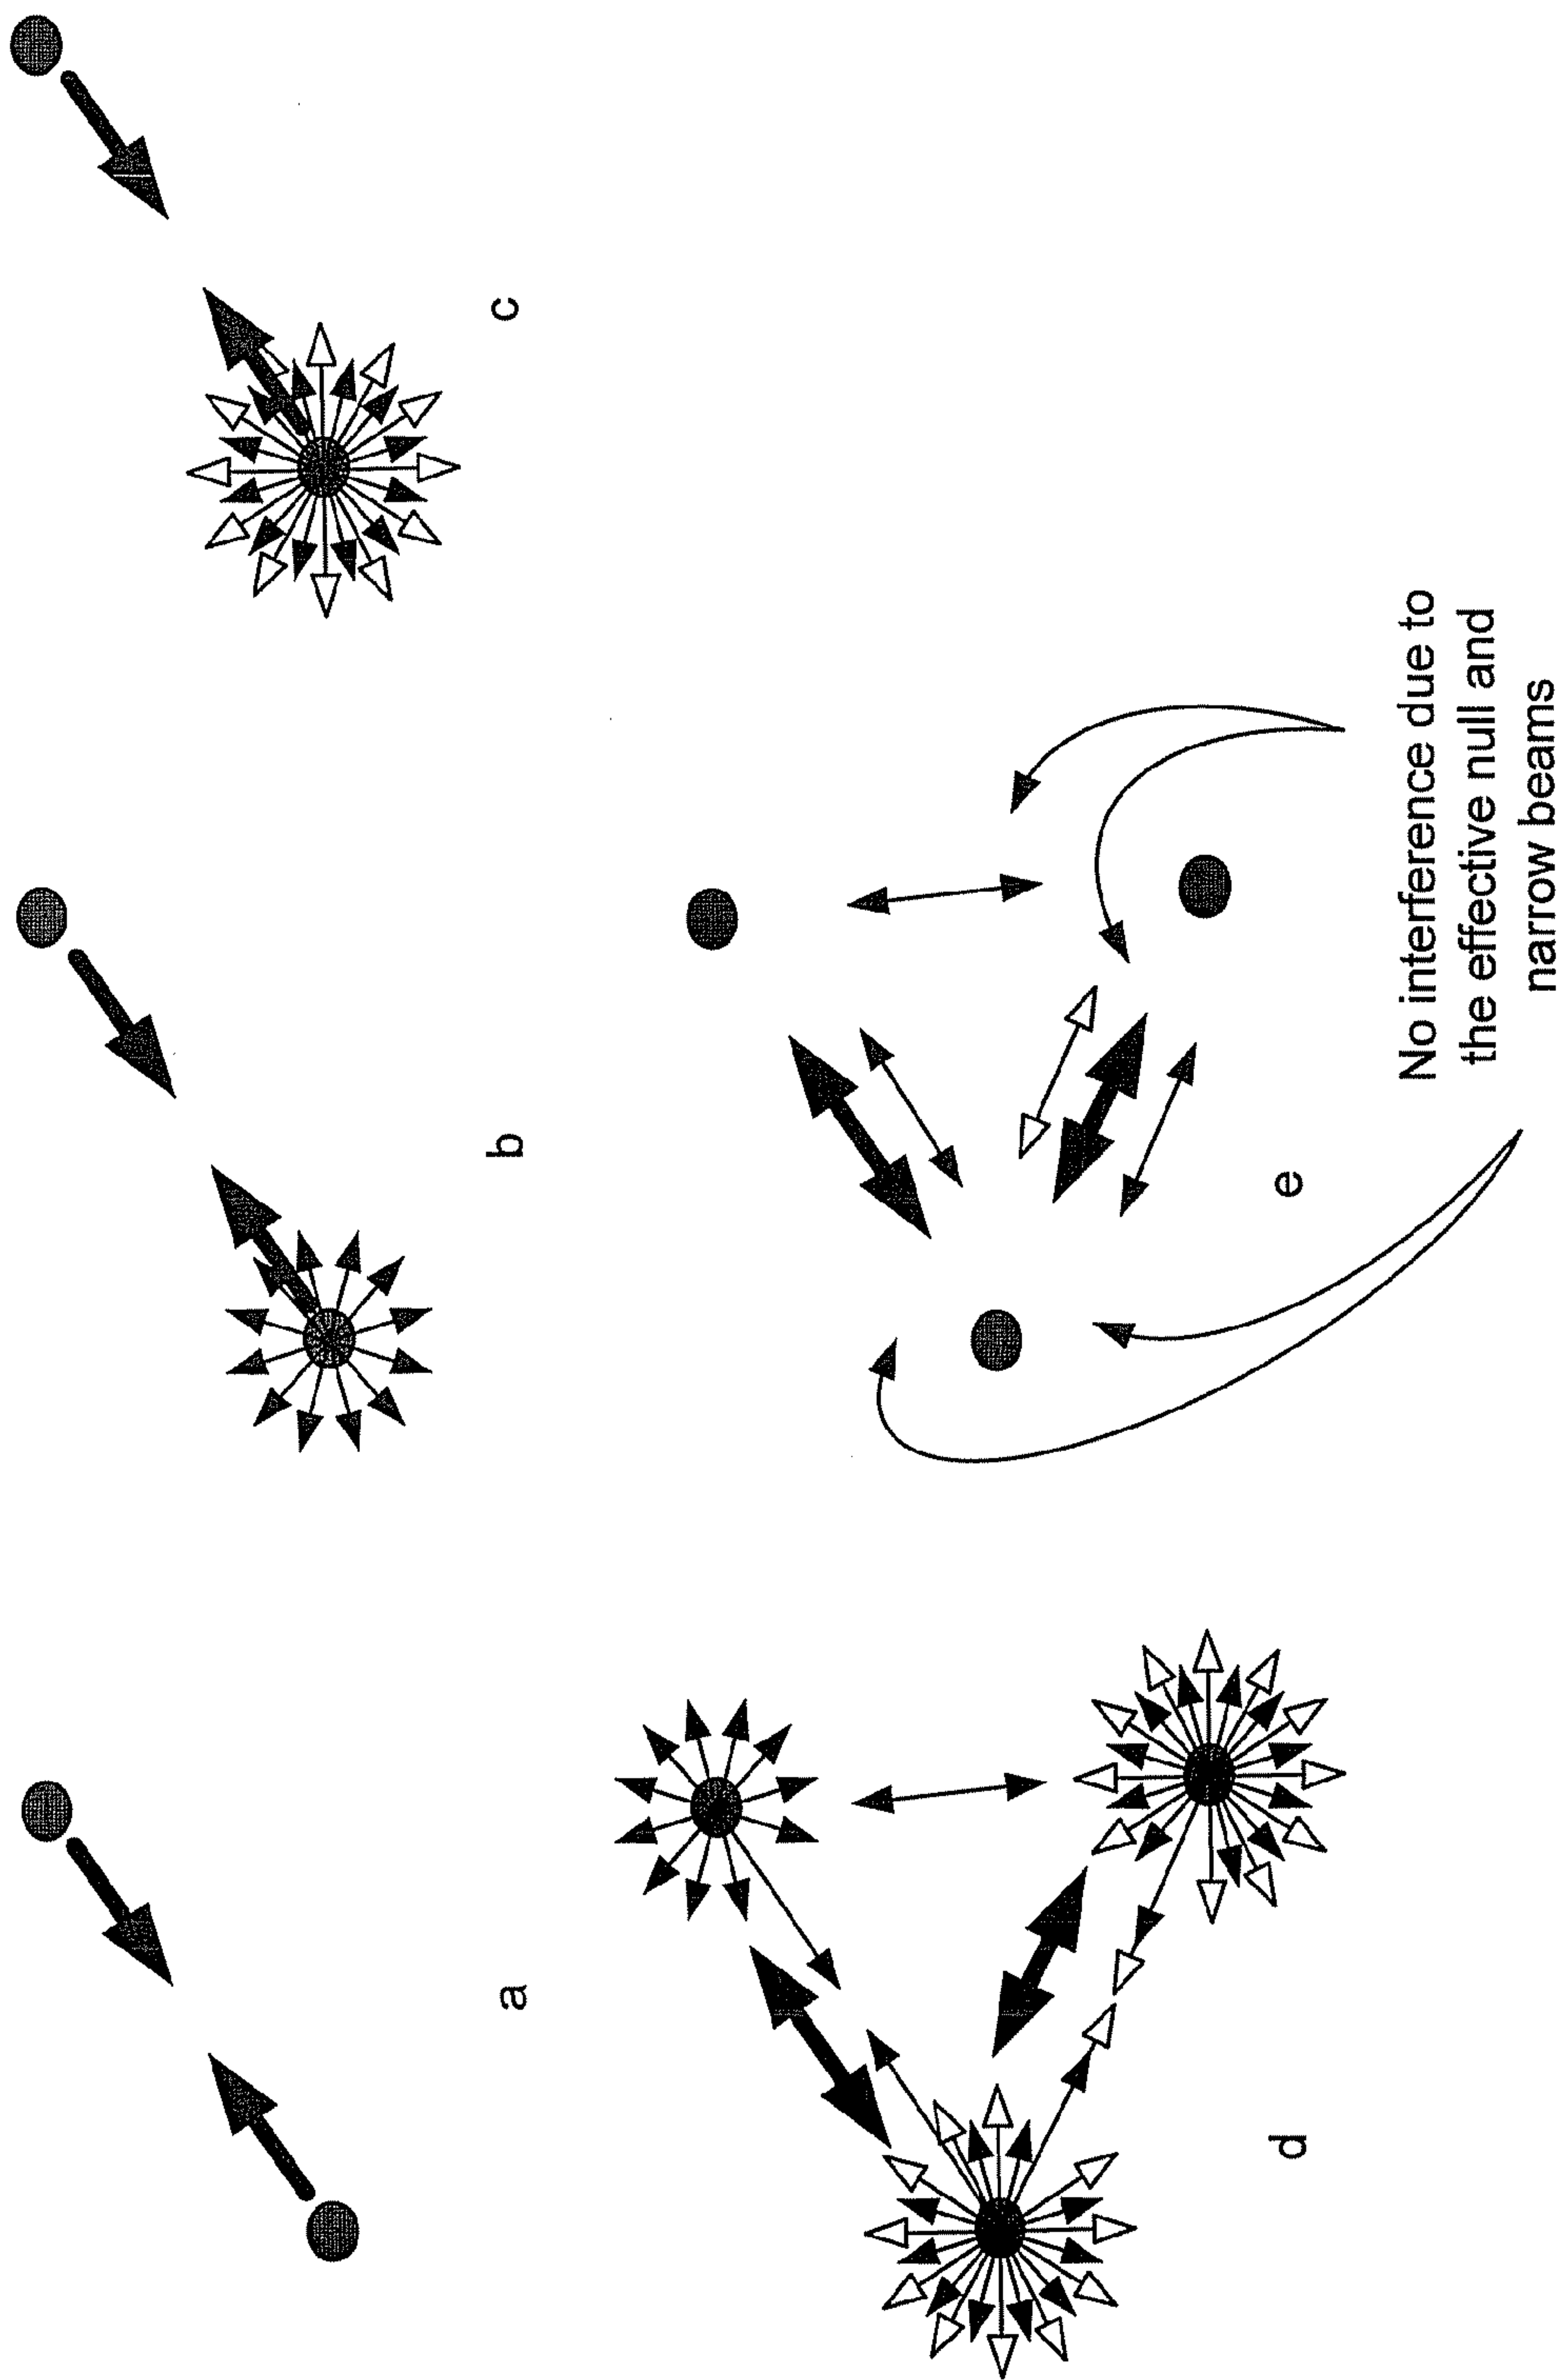 a
b
c
d
e
No interference due to
the effective null and
narrow beams